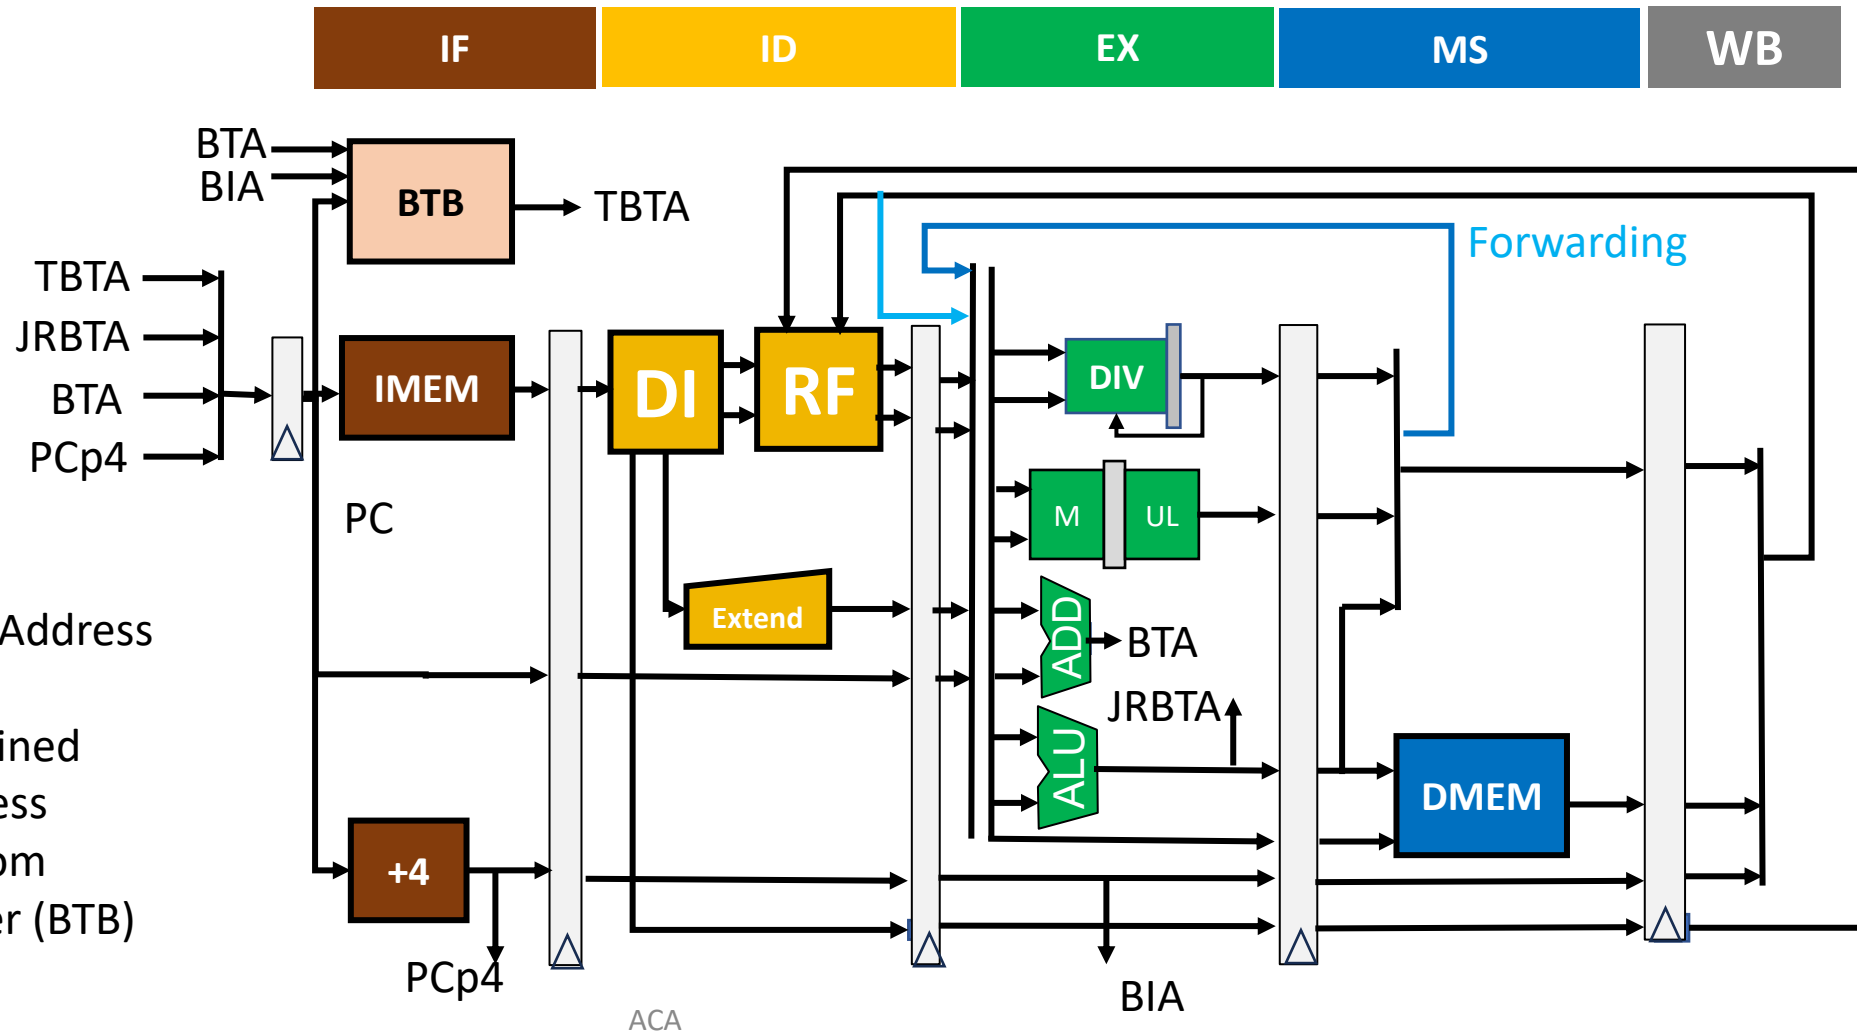 IF
ID
EX
MS
WB
BTA
BIA
BTB
TBTA
Forwarding
TBTA
JRBTA
BTA
PCp4
IMEM
DI
RF
DIV
M
UL
PC
Extend
ADD
BTA
Address
JRBTA
ALU
DMEM
ined
ess
+4
om
er (BTB)
PCp4
BIA
ACA